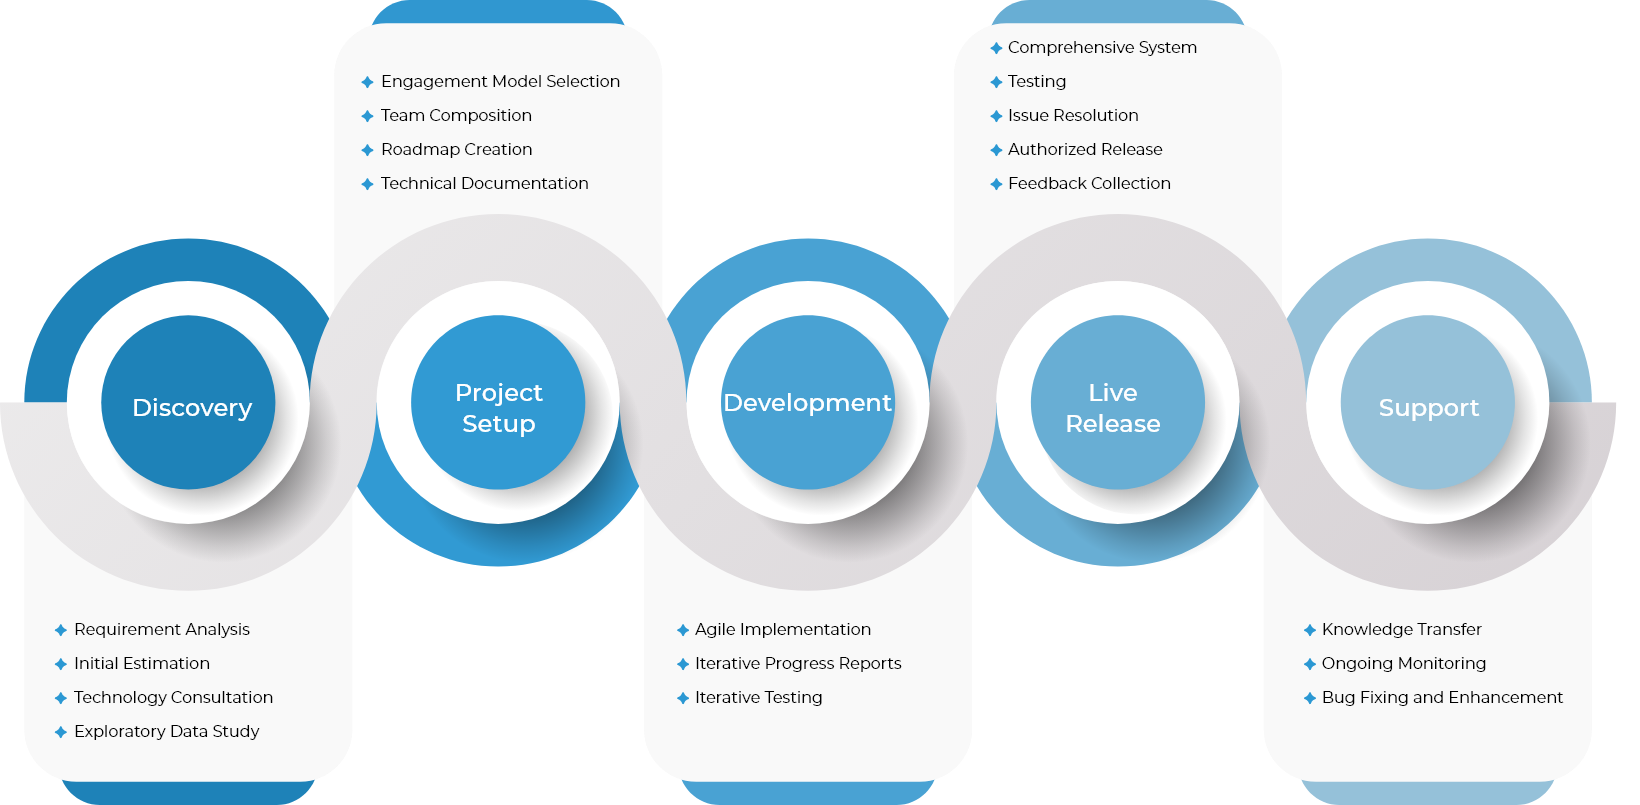 Engagement Model Selection
Team Composition
Roadmap Creation
Technical Documentation
Comprehensive System
Testing
Issue Resolution
Authorized Release
Feedback Collection
Discovery
Project
Setup
Development
Live
Release
Support
Requirement Analysis
Initial Estimation
Technology Consultation
Exploratory Data Study
Agile Implementation
Iterative Progress Reports
Iterative Testing
Knowledge Transfer
Ongoing Monitoring
Bug Fixing and Enhancement